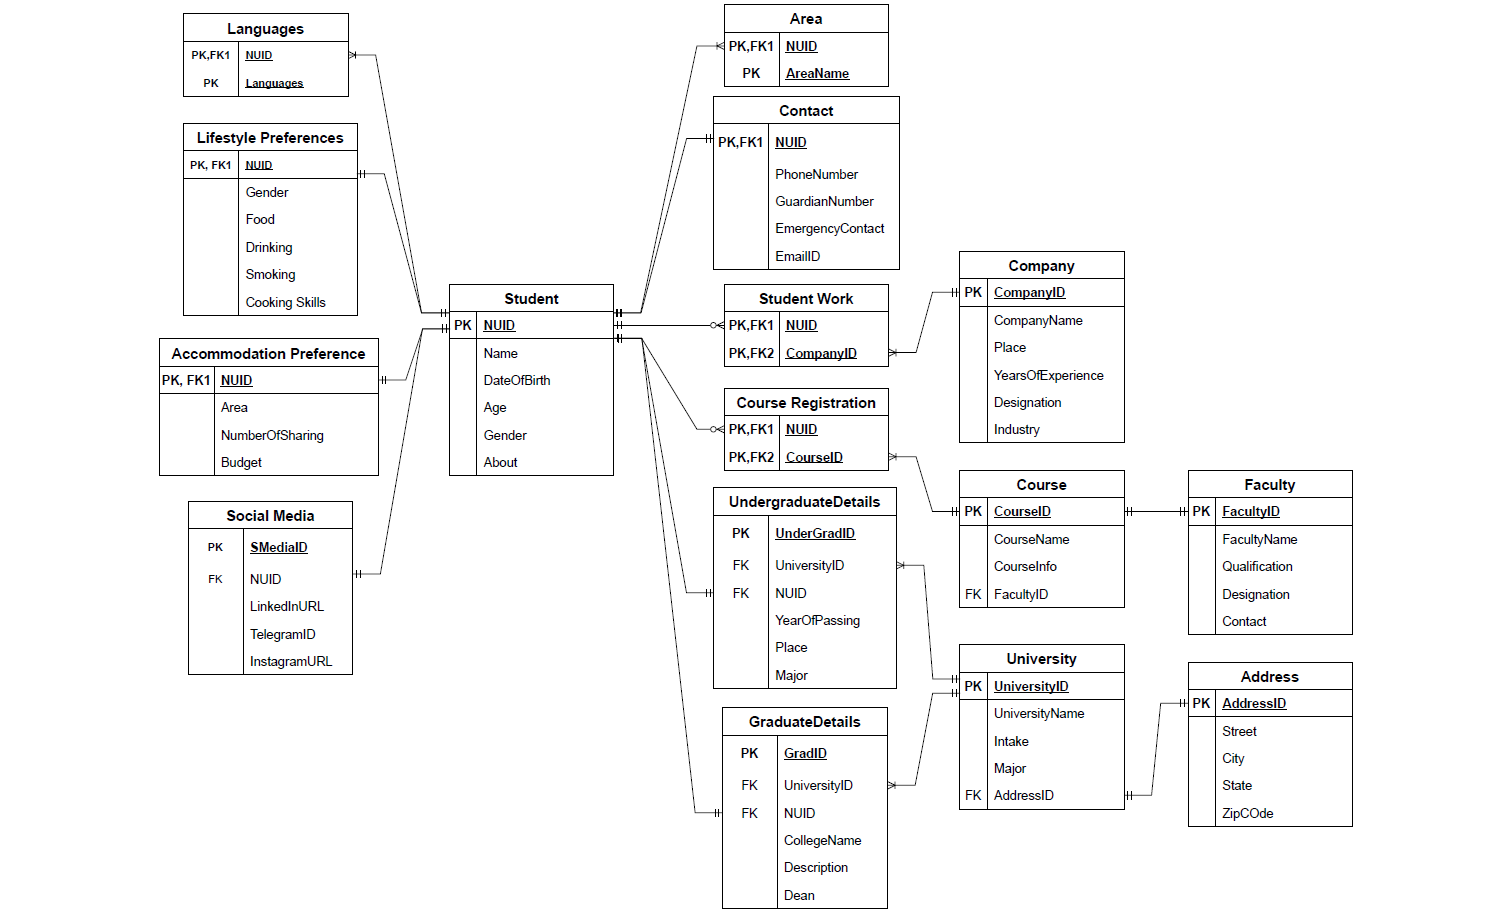 Languages
PK,FK1 NUID
PK Languages
Lifestyle Preferences
PK, FK1 NUID
Gender
Food
Drinking
Smoking
Cooking Skills
Accommodation Preference
PK, FK1 NUID
Area
NumberOfSharing
Budget
Social Media
PK SMediaID
FK NUID
LinkedInURL
TelegramID
InstagramURL
Student
PK NUID
Name
DateOfBirth
Age
Gender
About
Area
PK,FK1 NUID
PK AreaName
Contact
PK,FK1 NUID
PhoneNumber
GuardianNumber
EmergencyContact
EmailID
Student Work
PK,FK1 NUID
PK,FK2 CompanyID
Course Registration
PK,FK1 NUID
PK,FK2 CourseID
UndergraduateDetails
PK UnderGradID
FK UniversityID
FK NUID
YearOfPassing
Place
Major
GraduateDetails
PK GradID
FK UniversityID
FK NUID
CollegeName
Description
Dean
Company
PK CompanyID
CompanyName
Place
YearsOfExperience
Designation
Industry
Course
PK CourseID
CourseName
CourseInfo
FK FacultyID
University
PK UniversityID
UniversityName
Intake
Major
FK AddressID
Faculty
PK FacultyID
FacultyName
Qualification
Designation
Contact
Address
PK AddressID
Street
City
State
ZipCOde